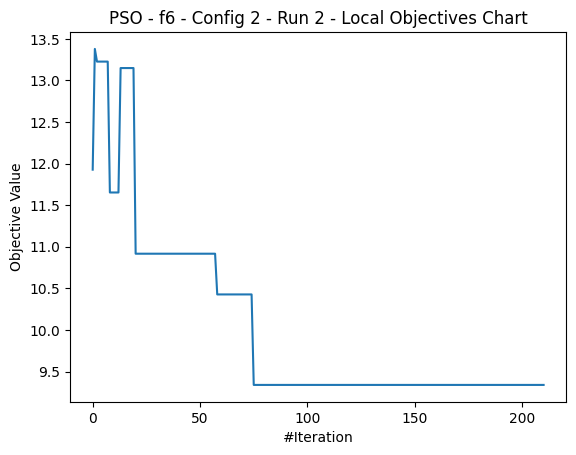 PSO - f6 - Config 2 - Run 2 - Local Objectives Chart
13.5
13.0
12.5
12.0
11.5
11.0
10.5
10.0
9.5
Objective Value
0 50 100 150 200
#Iteration